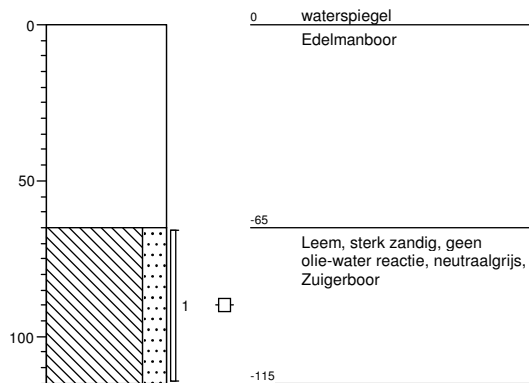 0
0 waterspiegel
Edelmanboor
50
-65
Leem, sterk zandig, geen
olie-water reactie, neutraalgrijs,
Zuigerboor
1
100
-115